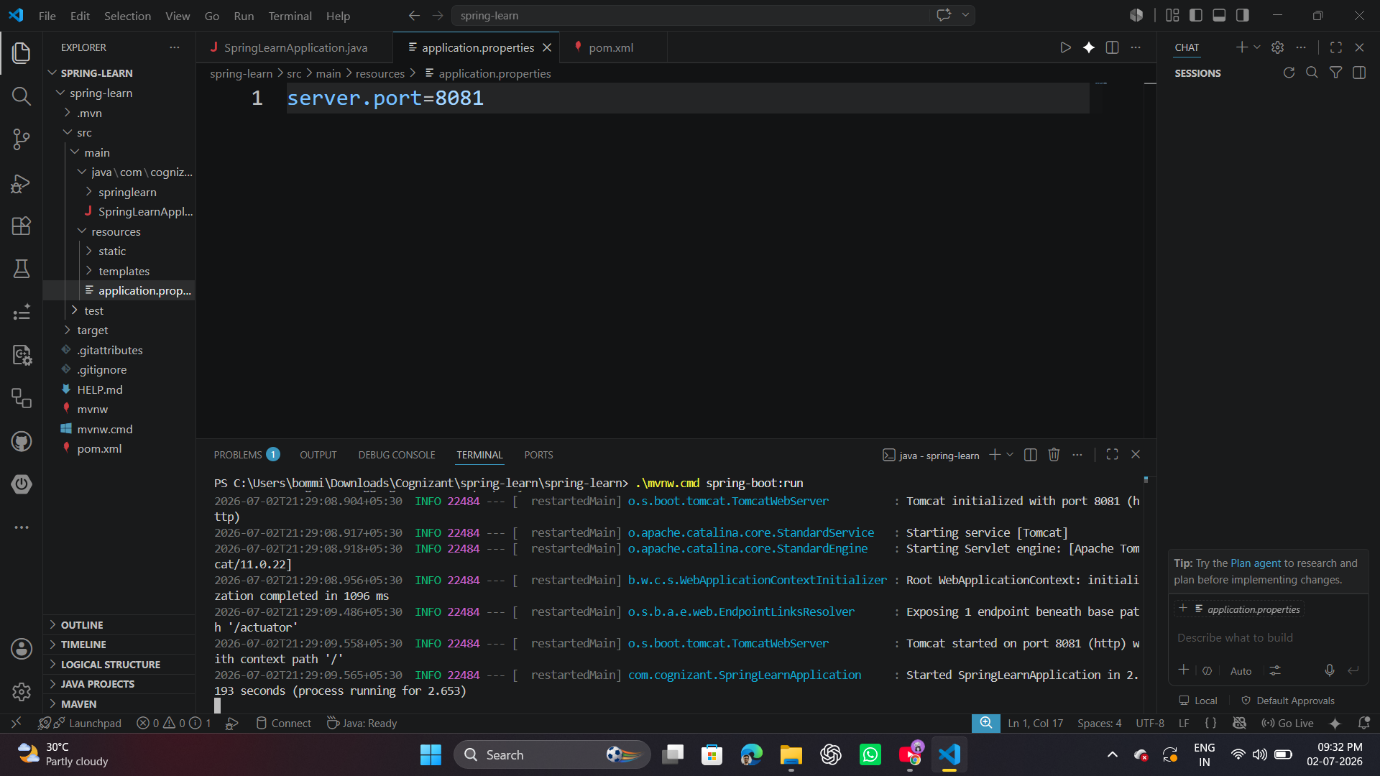 File Edit Selection View Go Run Terminal Help
spring-learn
EXPLORER
SPRING-LEARN
spring-learn
.mvn
src
main
java\com\cogniz...
springlearn
SpringLearnAppl...
resources
static
templates
application.prop...
test
target
.gitattributes
.gitignore
HELP.md
mvnw
mvnw.cmd
pom.xml
OUTLINE
TIMELINE
LOGICAL STRUCTURE
JAVA PROJECTS
MAVEN
SpringLearnApplication.java application.properties pom.xml
spring-learn > src > main > resources > application.properties
1 server.port=8081
PROBLEMS 1 OUTPUT DEBUG CONSOLE TERMINAL PORTS
java - spring-learn
PS C:\Users\bommi\Downloads\Cognizant\spring-learn\spring-learn> .\mvnw.cmd spring-boot:run
2026-07-02T21:29:08.904+05:30 INFO 22484 --- [ restartedMain] o.s.boot.tomcat.TomcatWebServer : Tomcat initialized with port 8081 (h
ttp)
2026-07-02T21:29:08.917+05:30 INFO 22484 --- [ restartedMain] o.apache.catalina.core.StandardService : Starting service [Tomcat]
2026-07-02T21:29:08.918+05:30 INFO 22484 --- [ restartedMain] o.apache.catalina.core.StandardEngine : Starting Servlet engine: [Apache Tom
cat/11.0.22]
2026-07-02T21:29:08.956+05:30 INFO 22484 --- [ restartedMain] b.w.c.s.WebApplicationContextInitializer : Root WebApplicationContext: initiali
zation completed in 1096 ms
2026-07-02T21:29:09.486+05:30 INFO 22484 --- [ restartedMain] o.s.b.a.e.web.EndpointLinksResolver : Exposing 1 endpoint beneath base pat
h '/actuator'
2026-07-02T21:29:09.558+05:30 INFO 22484 --- [ restartedMain] o.s.boot.tomcat.TomcatWebServer : Tomcat started on port 8081 (http) w
ith context path '/'
2026-07-02T21:29:09.565+05:30 INFO 22484 --- [ restartedMain] com.cognizant.SpringLearnApplication : Started SpringLearnApplication in 2.
193 seconds (process running for 2.653)
CHAT
SESSIONS
Tip: Try the Plan agent to research and
plan before implementing changes.
application.properties
Describe what to build
Auto
Local Default Approvals
Launchpad 0 0 1 Connect Java: Ready Ln 1, Col 17 Spaces: 4 UTF-8 LF Go Live
30°C
Partly cloudy
Search
ENG
IN
09:32 PM
02-07-2026